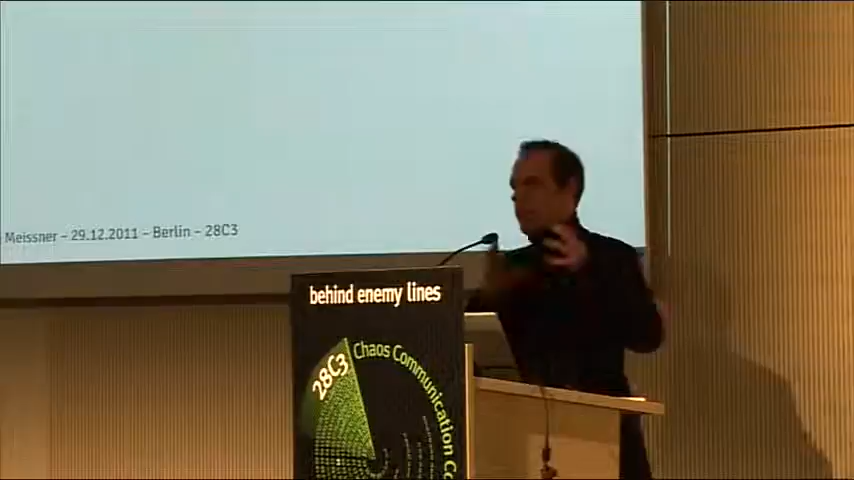 Meissner – 29.12.2011 – Berlin – 28C3
behind enemy lines
28C3
Chaos Communication